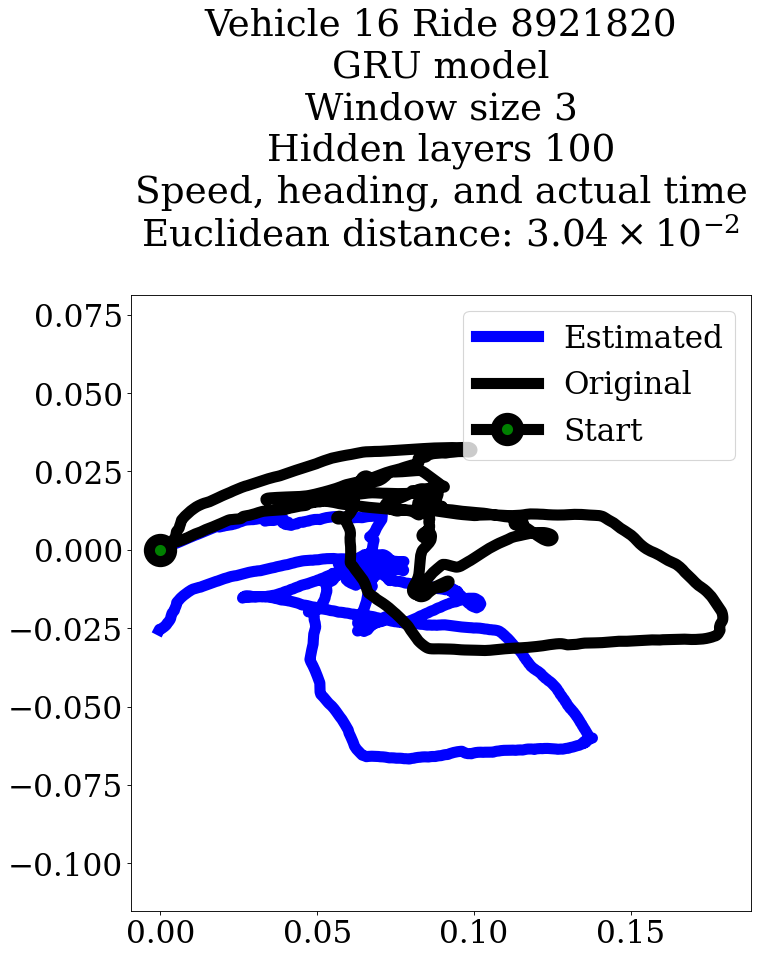 Vehicle 16 Ride 8921820
GRU model
Window size 3
Hidden layers 100
Speed, heading, and actual time
Euclidean distance: 3.04 × 10⁻²
Estimated
Original
Start
0.075
0.050
0.025
0.000
−0.025
−0.050
−0.075
−0.100
0.00 0.05 0.10 0.15